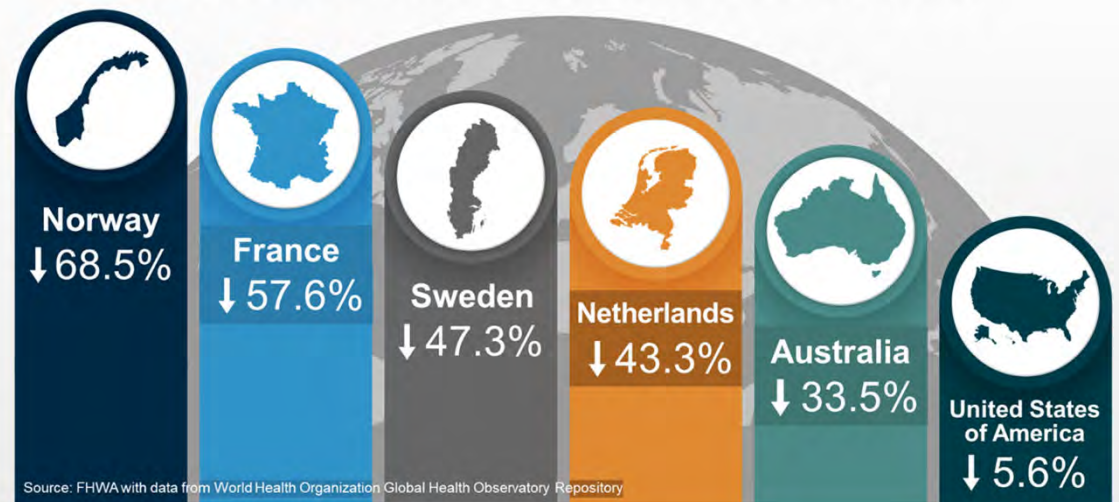 Norway
↓ 68.5%
France
↓ 57.6%
Sweden
↓ 47.3%
Netherlands
↓ 43.3%
Australia
↓ 33.5%
United States
of America
↓ 5.6%
Source: FHWA with data from World Health Organization Global Health Observatory Repository